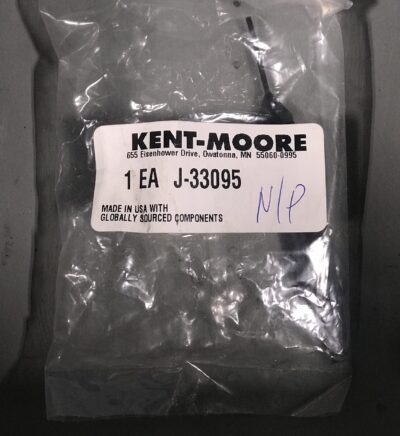 KENT-MOORE
655 Eisenhower Drive, Owatonna, MN 55060-0995
1 EA J-33095
MADE IN USA WITH
GLOBALLY SOURCED COMPONENTS
N/P